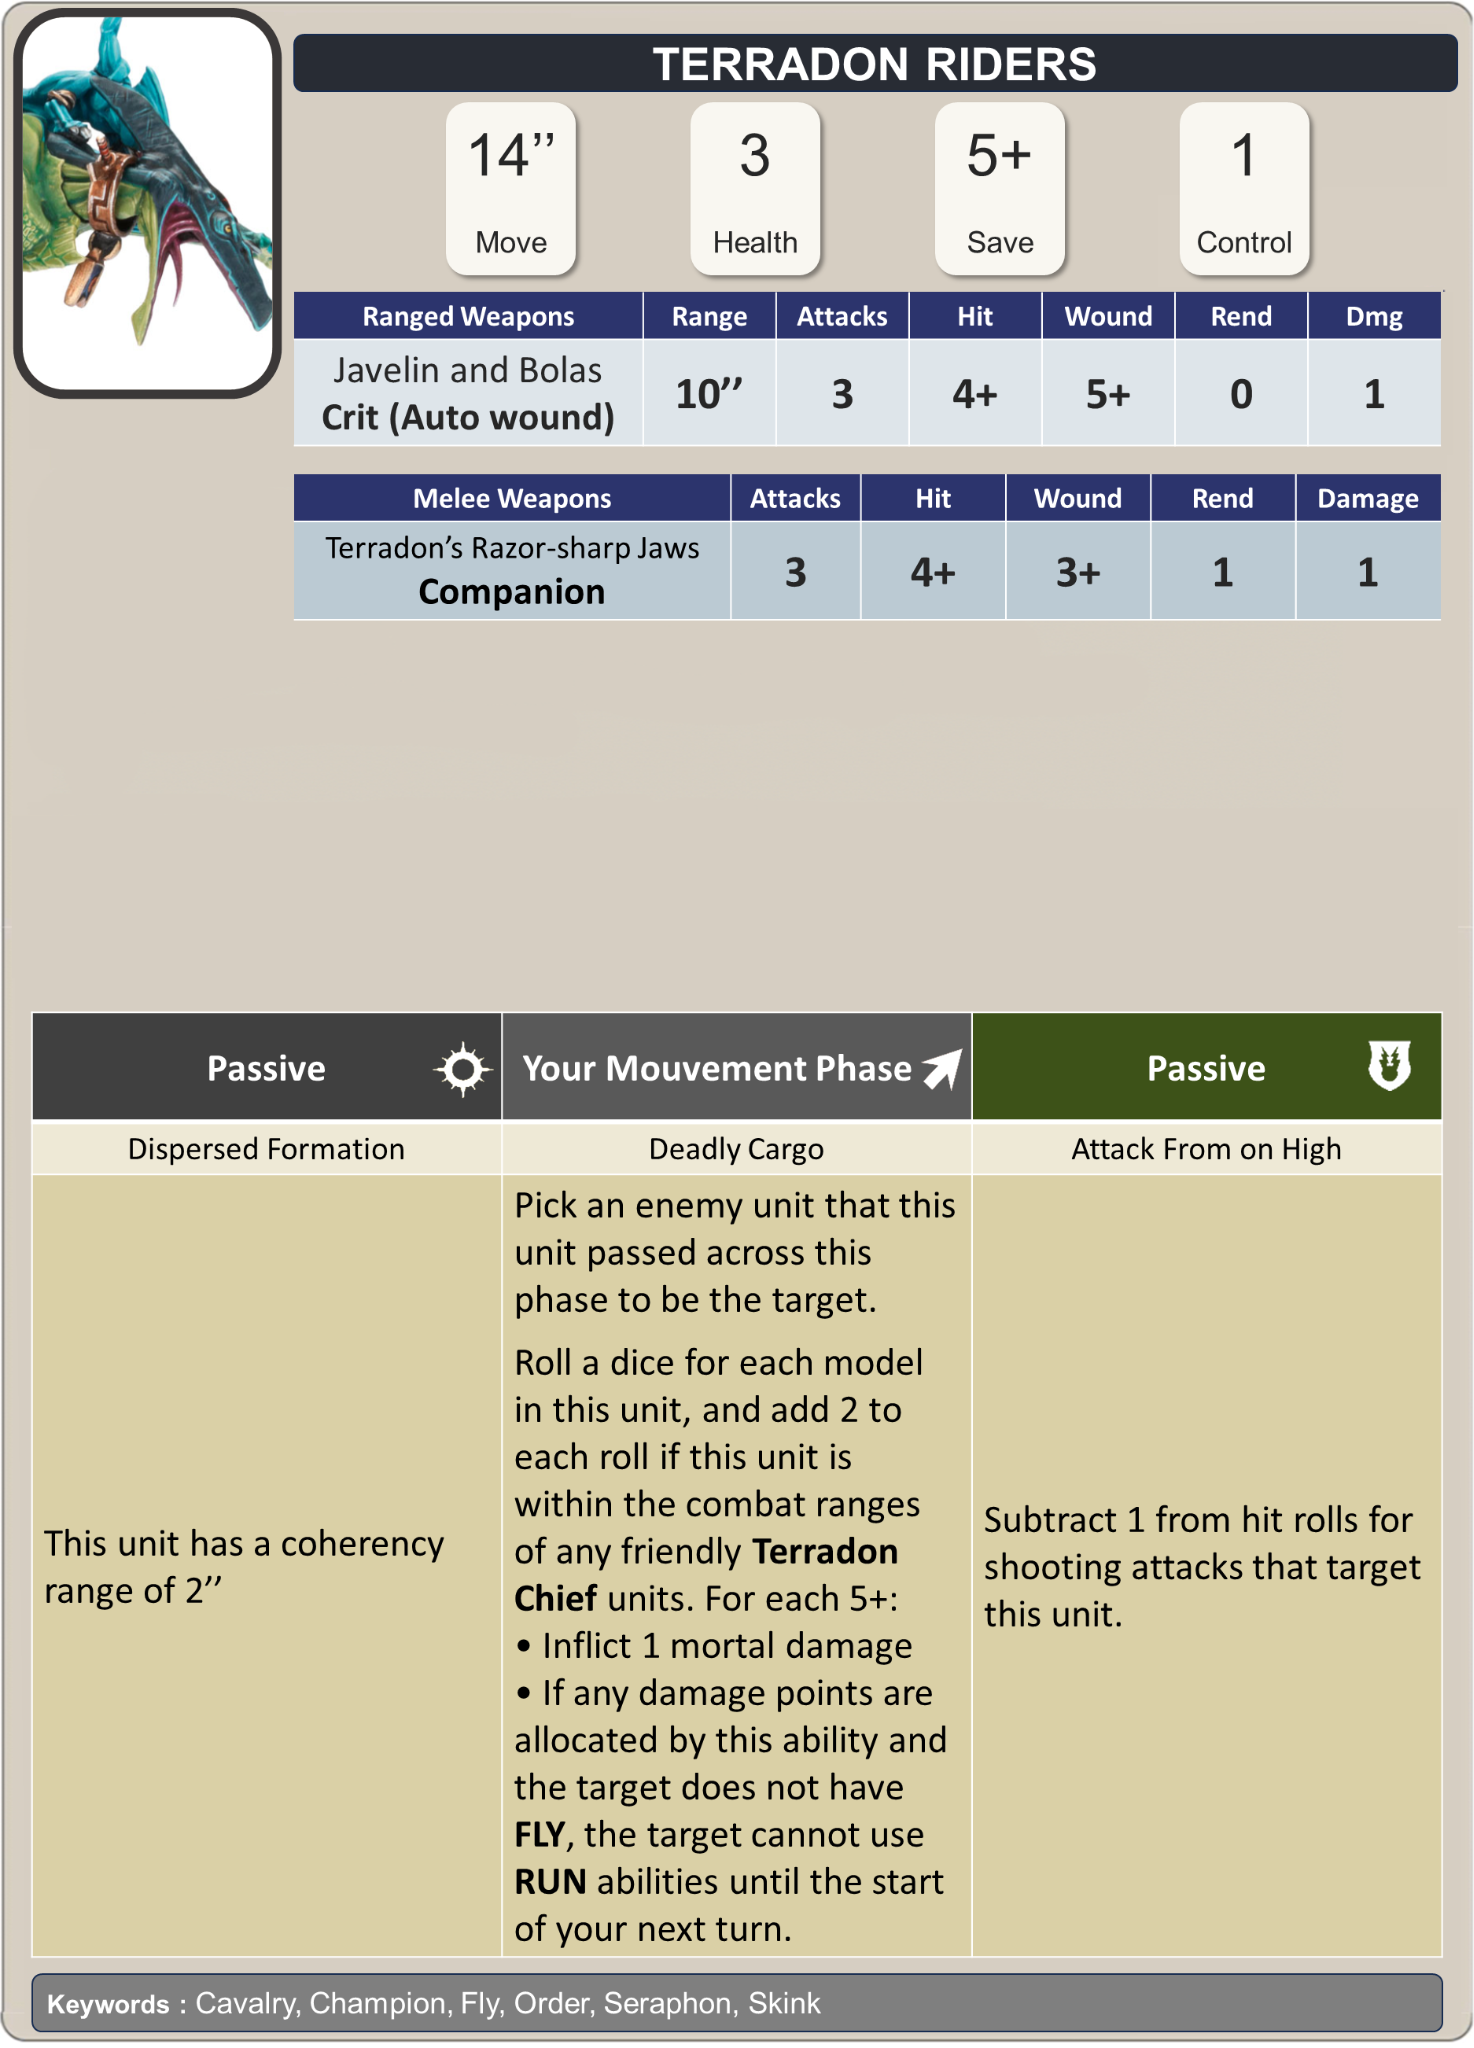 TERRADON RIDERS
14’’ 3 5+ 1
Move Health Save Control
Ranged Weapons Range Attacks Hit Wound Rend Dmg
Javelin and Bolas
Crit (Auto wound) 10’’ 3 4+ 5+ 0 1
Melee Weapons Attacks Hit Wound Rend Damage
Terradon’s Razor-sharp Jaws
Companion 3 4+ 3+ 1 1
Passive Your Mouvement Phase Passive
Dispersed Formation Deadly Cargo Attack From on High
This unit has a coherency
range of 2’’
Pick an enemy unit that this
unit passed across this
phase to be the target.
Roll a dice for each model
in this unit, and add 2 to
each roll if this unit is
within the combat ranges
of any friendly Terradon
Chief units. For each 5+:
• Inflict 1 mortal damage
• If any damage points are
allocated by this ability and
the target does not have
FLY, the target cannot use
RUN abilities until the start
of your next turn.
Subtract 1 from hit rolls for
shooting attacks that target
this unit.
Keywords : Cavalry, Champion, Fly, Order, Seraphon, Skink